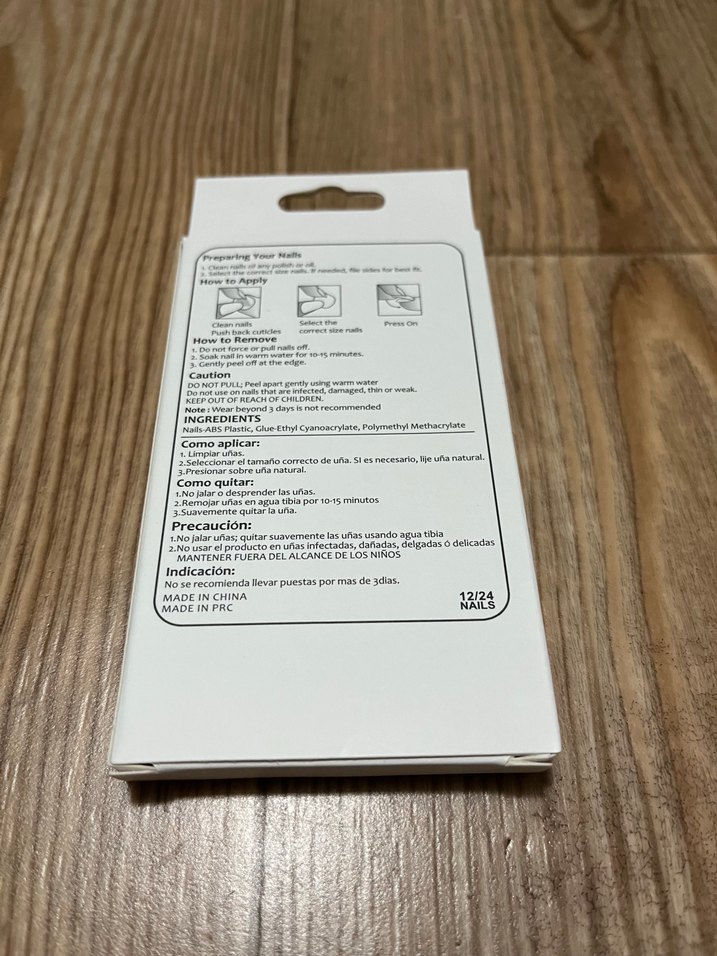 Preparing Your Nails
1. Clean nails of any polish or oil.
2. Select the correct size nails. If needed, file sides for best fit.
How to Apply
Clean nails
Push back cuticles
Select the
correct size nails
Press On
How to Remove
1. Do not force or pull nails off.
2. Soak nail in warm water for 10-15 minutes.
3. Gently peel off at the edge.
Caution
DO NOT PULL; Peel apart gently using warm water
Do not use on nails that are infected, damaged, thin or weak.
KEEP OUT OF REACH OF CHILDREN.
Note : Wear beyond 3 days is not recommended
INGREDIENTS
Nails-ABS Plastic, Glue-Ethyl Cyanoacrylate, Polymethyl Methacrylate
Como aplicar:
1. Limpiar uñas.
2.Seleccionar el tamaño correcto de uña. SI es necesario, lije uña natural.
3.Presionar sobre uña natural.
Como quitar:
1.No jalar o desprender las uñas.
2.Remojar uñas en agua tibia por 10-15 minutos
3.Suavemente quitar la uña.
Precaución:
1.No jalar uñas; quitar suavemente las uñas usando agua tibia
2.No usar el producto en uñas infectadas, dañadas, delgadas ó delicadas
MANTENER FUERA DEL ALCANCE DE LOS NIÑOS
Indicación:
No se recomienda llevar puestas por mas de 3dias.
MADE IN CHINA
MADE IN PRC
12/24
NAILS